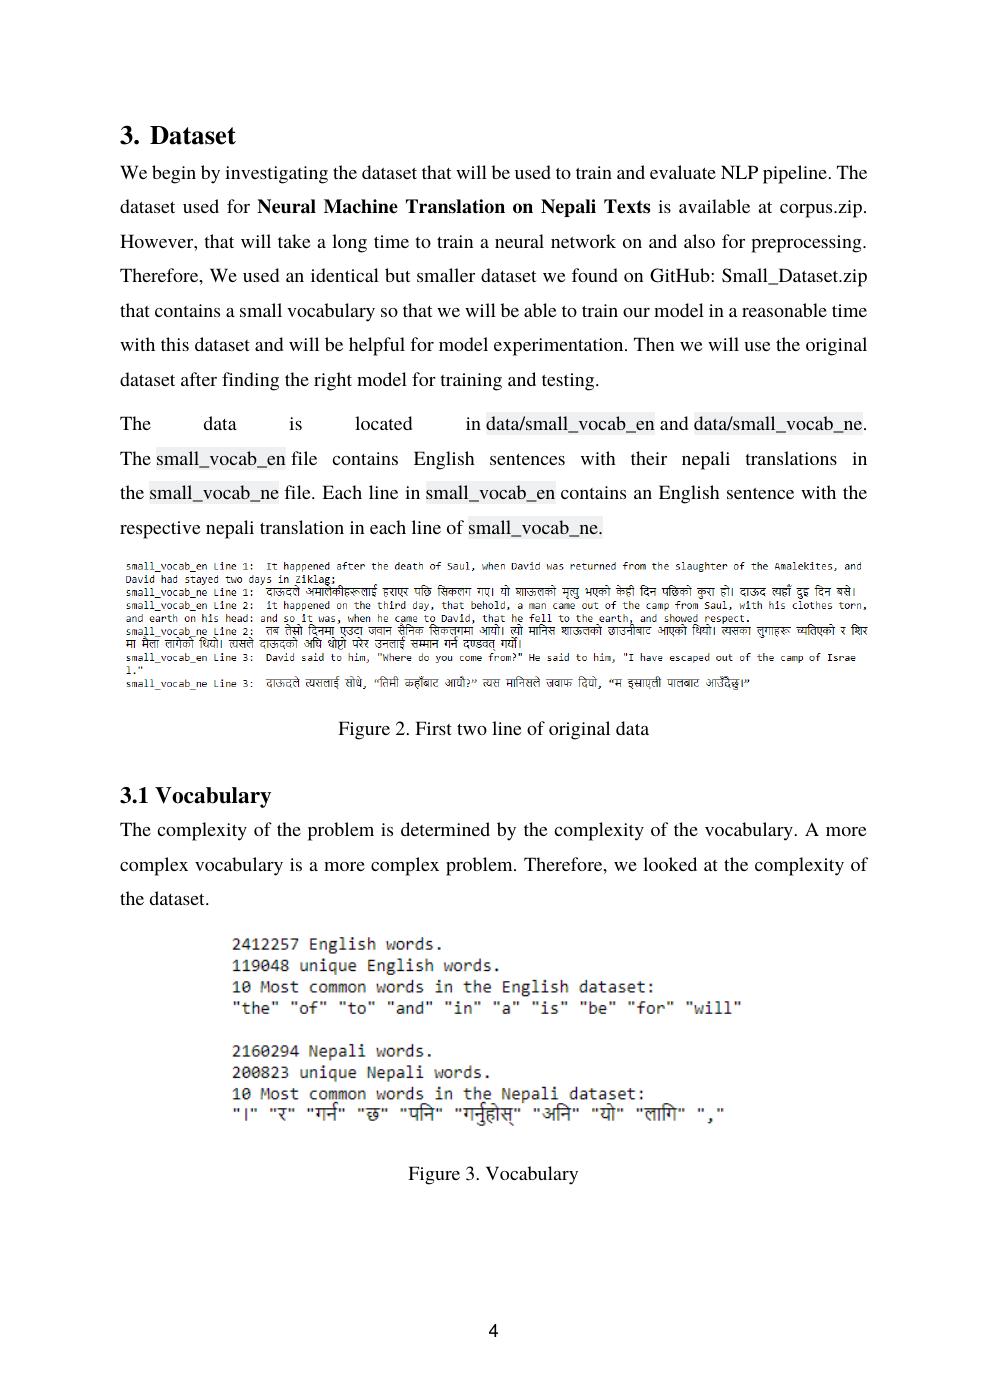 3. Dataset
We begin by investigating the dataset that will be used to train and evaluate NLP pipeline. The
dataset used for Neural Machine Translation on Nepali Texts is available at corpus.zip.
However, that will take a long time to train a neural network on and also for preprocessing.
Therefore, We used an identical but smaller dataset we found on GitHub: Small_Dataset.zip
that contains a small vocabulary so that we will be able to train our model in a reasonable time
with this dataset and will be helpful for model experimentation. Then we will use the original
dataset after finding the right model for training and testing.
The data is located in data/small_vocab_en and data/small_vocab_ne.
The small_vocab_en file contains English sentences with their nepali translations in
the small_vocab_ne file. Each line in small_vocab_en contains an English sentence with the
respective nepali translation in each line of small_vocab_ne.
small_vocab_en Line 1: It happened after the death of Saul, when David was returned from the slaughter of the Amalekites, and
David had stayed two days in Ziklag;
small_vocab_ne Line 1: दाऊदले अमालेकीहरूलाई हराएर पछि सिकलग गए। यो शाऊलको मृत्यु भएको केही दिन पछिको कुरा हो। दाऊद त्यहाँ दुइ दिन बसे।
small_vocab_en Line 2: it happened on the third day, that behold, a man came out of the camp from Saul, with his clothes torn,
and earth on his head: and so it was, when he came to David, that he fell to the earth, and showed respect.
small_vocab_ne Line 2: तब तेस्रो दिनमा एउटा जवान सैनिक सिकलगमा आयो। त्यो मानिस शाऊलको छाउनीबाट आएको थियो। त्यसका लुगाहरू च्यतिएको र शिर
मा मैला लागेको थियो। त्यसले दाऊदको अघि घोप्टो परेर उनलाई सम्मान गर्न दण्डवत् गर्यो।
small_vocab_en Line 3: David said to him, "Where do you come from?" He said to him, "I have escaped out of the camp of Israe
l."
small_vocab_ne Line 3: दाऊदले त्यसलाई सोधे, “तिमी कहाँबाट आयौ?” त्यस मानिसले जवाफ दियो, “म इस्राएली पालबाट आउँदैछु।”
Figure 2. First two line of original data
3.1 Vocabulary
The complexity of the problem is determined by the complexity of the vocabulary. A more
complex vocabulary is a more complex problem. Therefore, we looked at the complexity of
the dataset.
2412257 English words.
119048 unique English words.
10 Most common words in the English dataset:
"the" "of" "to" "and" "in" "a" "is" "be" "for" "will"
2160294 Nepali words.
200823 unique Nepali words.
10 Most common words in the Nepali dataset:
"।" "र" "गर्न" "छ" "पनि" "गर्नुहोस्" "अनि" "यो" "लागि" ","
Figure 3. Vocabulary
4